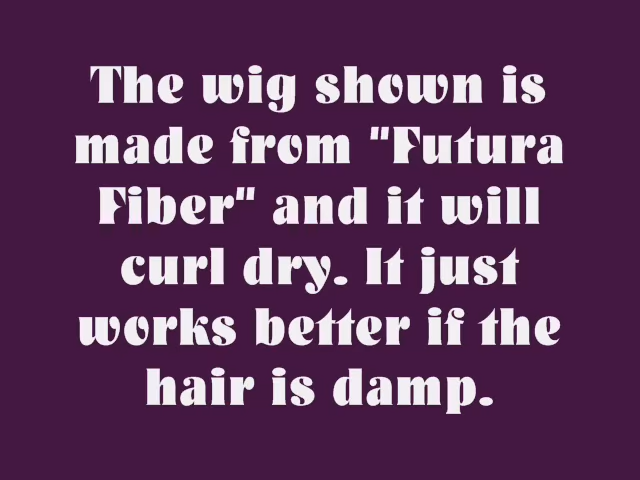 The wig shown is
made from "Futura
Fiber" and it will
curl dry. It just
works better if the
hair is damp.